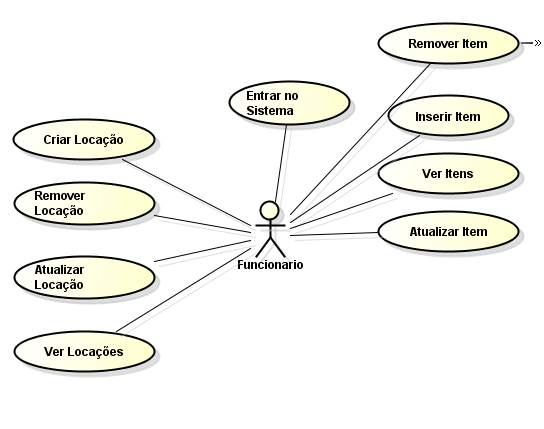 Remover Item
»
Entrar no
Sistema
Inserir Item
Criar Locação
Ver Itens
Remover
Locação
Atualizar Item
Funcionario
Atualizar
Locação
Ver Locações